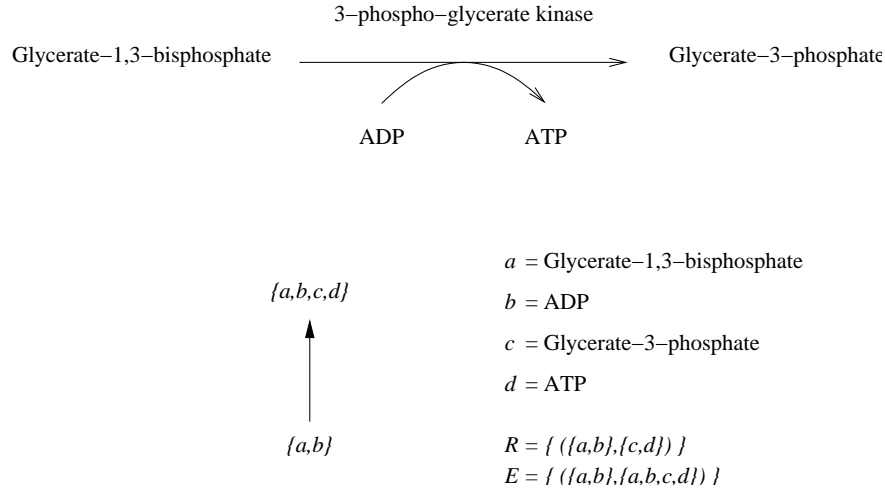 3−phospho−glycerate kinase
Glycerate−1,3−bisphosphate
Glycerate−3−phosphate
ADP
ATP
a = Glycerate−1,3−bisphosphate
{a,b,c,d}
b = ADP
c = Glycerate−3−phosphate
d = ATP
{a,b}
R = { ({a,b},{c,d}) }
E = { ({a,b},{a,b,c,d}) }